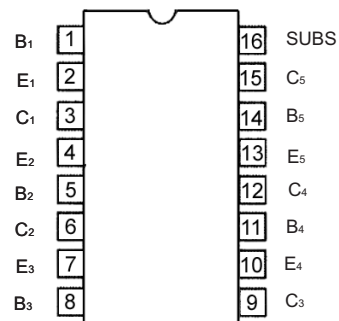 B₁ 1 16 SUBS
E₁ 2 15 C₅
C₁ 3 14 B₅
E₂ 4 13 E₅
B₂ 5 12 C₄
C₂ 6 11 B₄
E₃ 7 10 E₄
B₃ 8 9 C₃